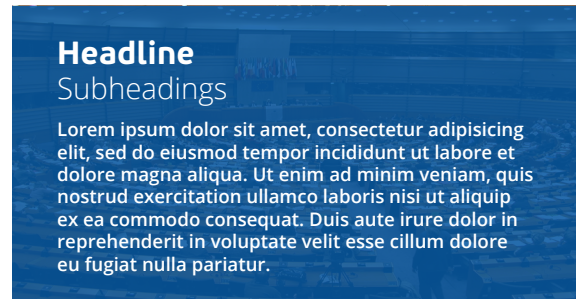 Headline
Subheadings
Lorem ipsum dolor sit amet, consectetur adipisicing
elit, sed do eiusmod tempor incididunt ut labore et
dolore magna aliqua. Ut enim ad minim veniam, quis
nostrud exercitation ullamco laboris nisi ut aliquip
ex ea commodo consequat. Duis aute irure dolor in
reprehenderit in voluptate velit esse cillum dolore
eu fugiat nulla pariatur.